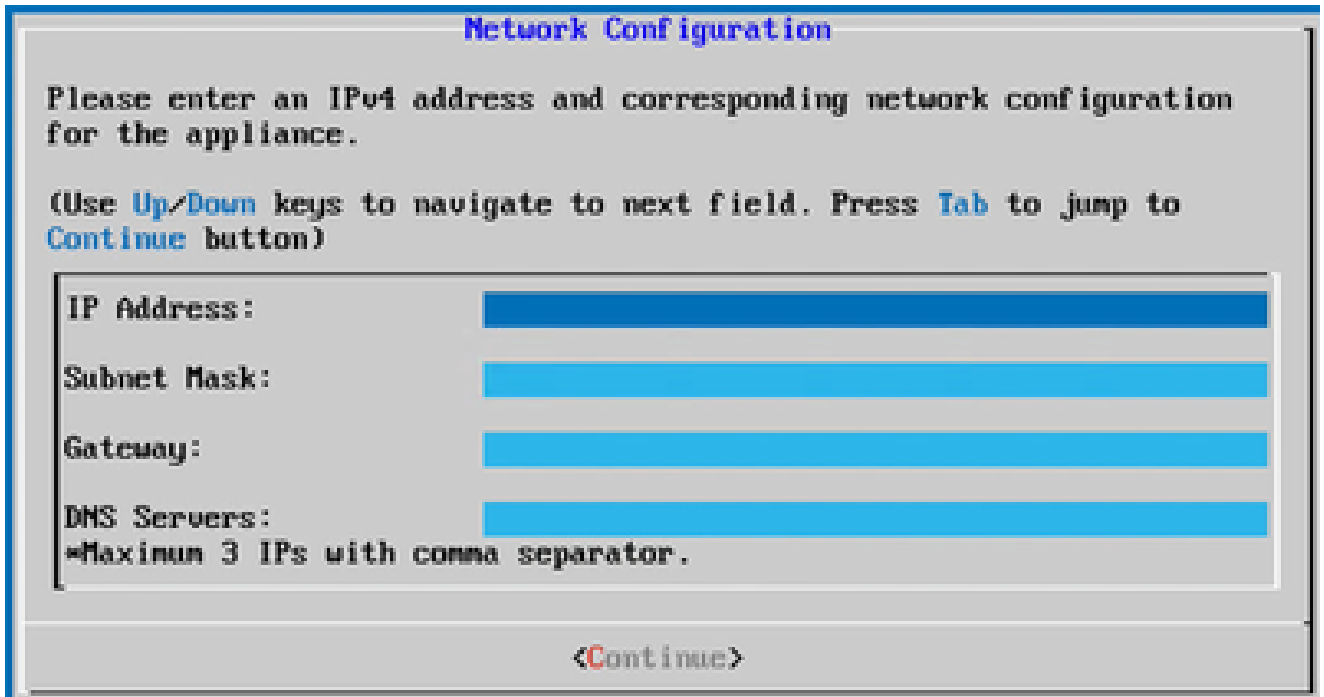 Network Configuration
Please enter an IPv4 address and corresponding network configuration
for the appliance.
(Use Up/Down keys to navigate to next field. Press Tab to jump to
Continue button)
IP Address:
Subnet Mask:
Gateway:
DNS Servers:
*Maximum 3 IPs with comma separator.
<Continue>